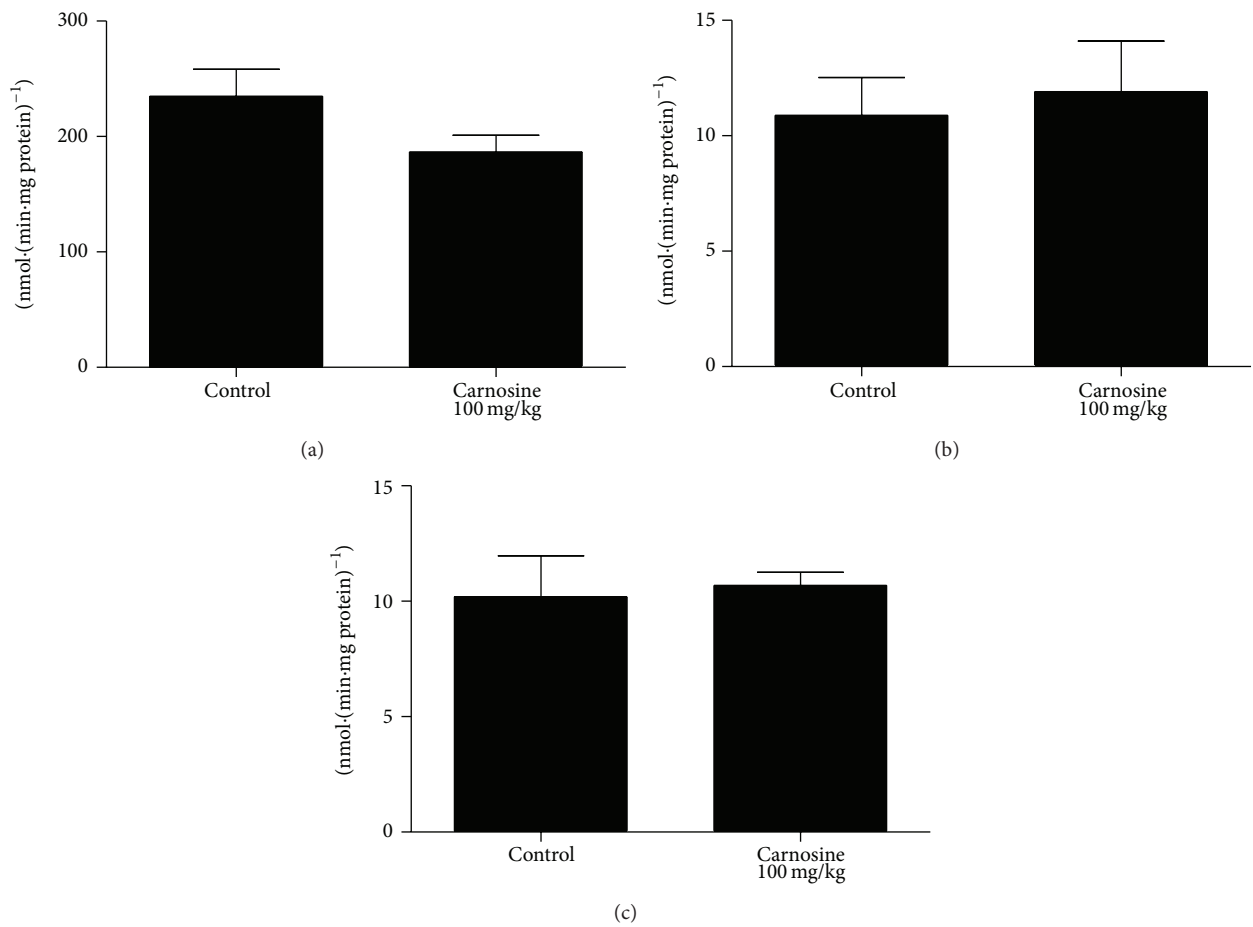 300
200
100
0
(nmol·(min·mg protein)⁻¹)
Control
Carnosine
100 mg/kg
(a)
15
10
5
0
(nmol·(min·mg protein)⁻¹)
Control
Carnosine
100 mg/kg
(b)
15
10
5
0
(nmol·(min·mg protein)⁻¹)
Control
Carnosine
100 mg/kg
(c)